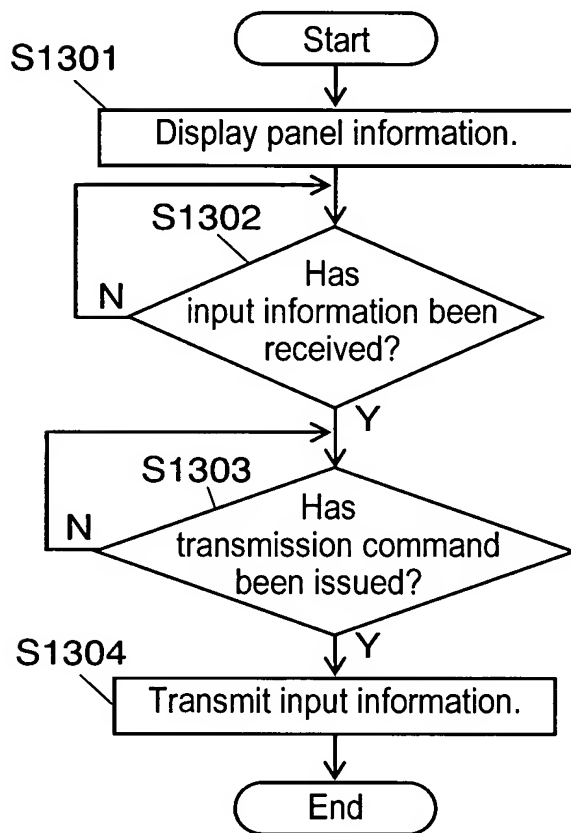 Start
S1301
Display panel information.
S1302
Has
input information been
received?
N
Y
S1303
Has
transmission command
been issued?
N
Y
S1304
Transmit input information.
End